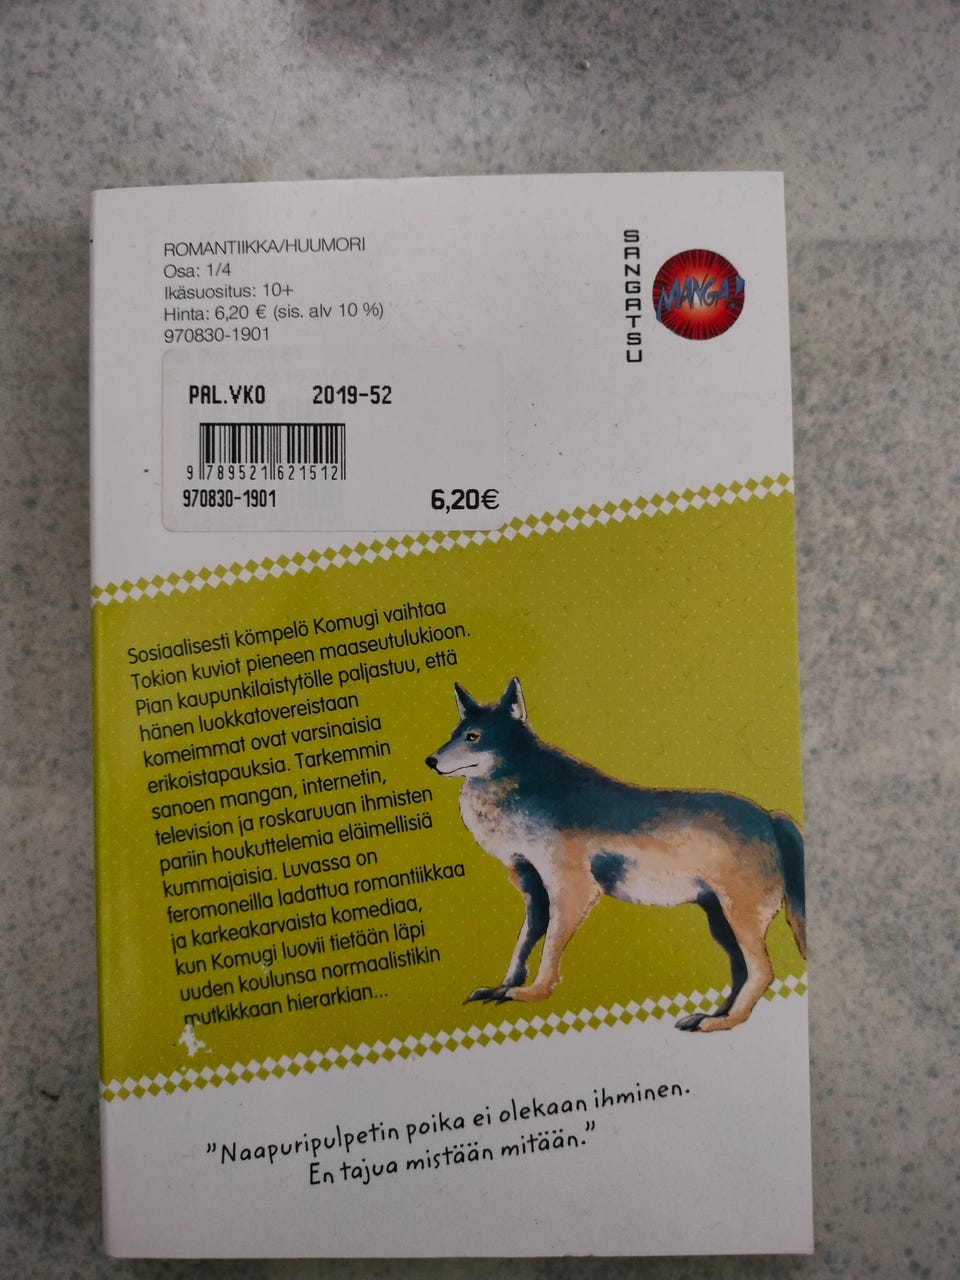 ROMANTIIKKA/HUUMORI
Osa: 1/4
Ikäsuositus: 10+
Hinta: 6,20 € (sis. alv 10 %)
970830-1901
SANGATSU
MANGA!
PAL.VKO 2019-52
9 789521 621512
970830-1901 6,20€
Sosiaalisesti kömpelö Komugi vaihtaa
Tokion kuviot pieneen maaseutulukioon.
Pian kaupunkilaistytölle paljastuu, että
hänen luokkatovereistaan
komeimmat ovat varsinaisia
erikoistapauksia. Tarkemmin
sanoen mangan, internetin,
television ja roskaruuan ihmisten
pariin houkuttelemia eläimellisiä
kummajaisia. Luvassa on
feromoneilla ladattua romantiikkaa
ja karkeakarvaista komediaa,
kun Komugi luovii tietään läpi
uuden koulunsa normaalistikin
mutkikkaan hierarkian...
”Naapuripulpetin poika ei olekaan ihminen.
En tajua mistään mitään.”